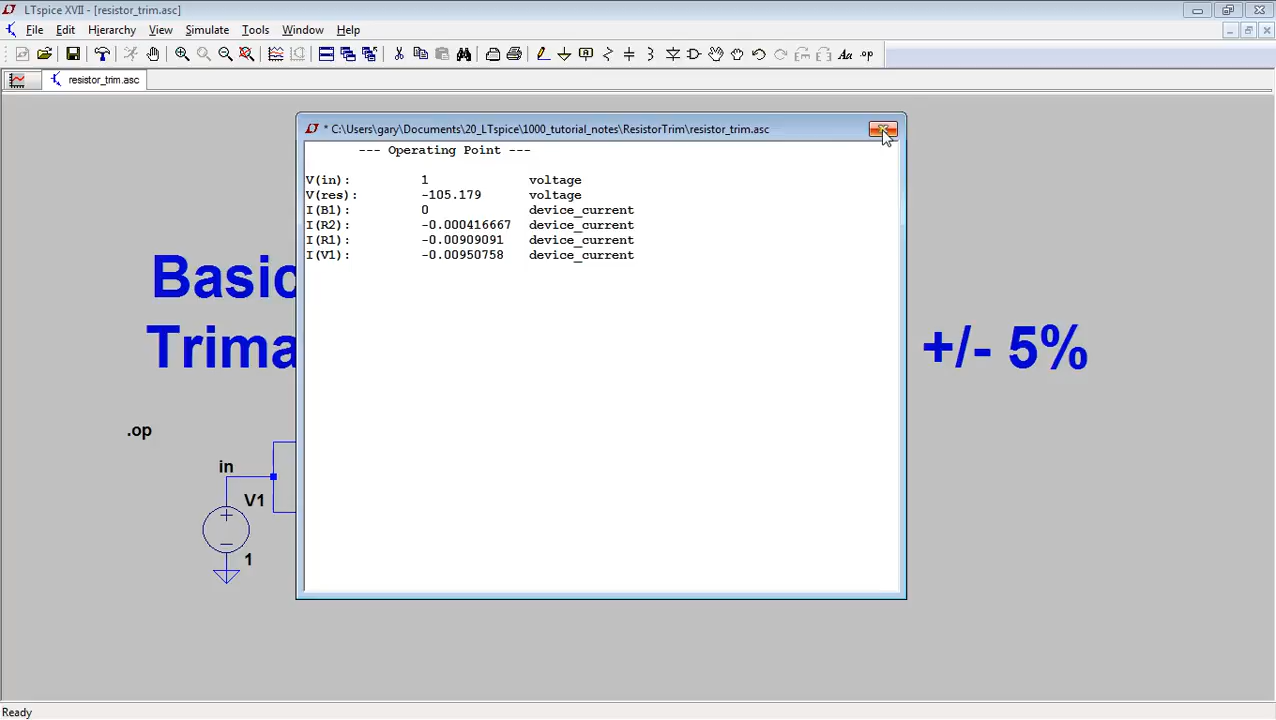 LTspice XVII - [resistor_trim.asc]
File Edit Hierarchy View Simulate Tools Window Help
Aa .op
resistor_trim.asc
* C:\Users\gary\Documents\20_LTspice\1000_tutorial_notes\ResistorTrim\resistor_trim.asc
--- Operating Point ---
V(in): 1 voltage
V(res): -105.179 voltage
I(B1): 0 device_current
I(R2): -0.000416667 device_current
I(R1): -0.00909091 device_current
I(V1): -0.00950758 device_current
Basic
Trima +/- 5%
.op
in
V1
1
Ready